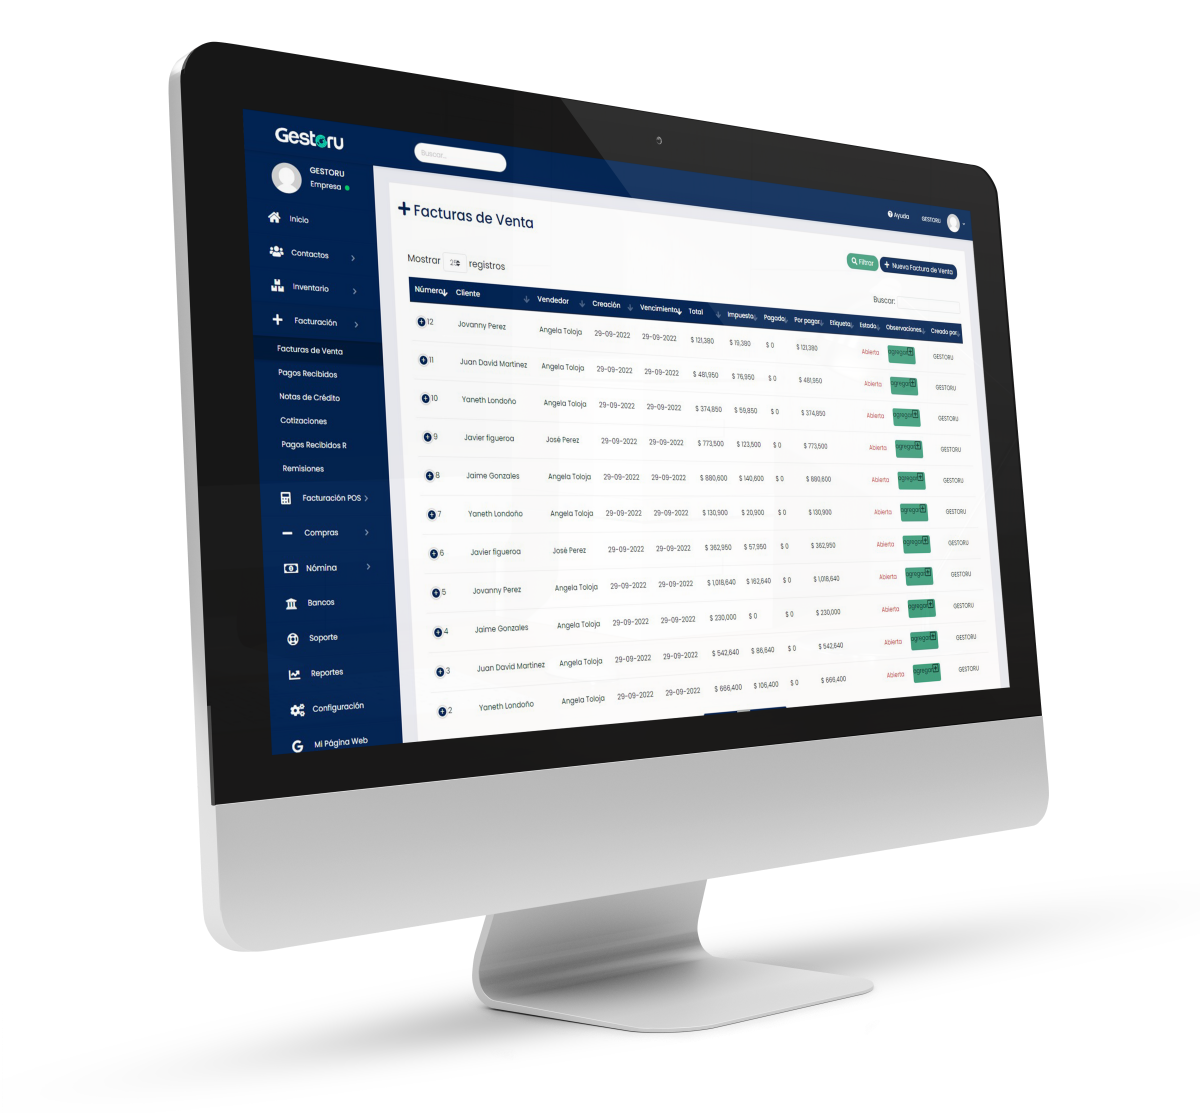 Gestoru
Buscar...
Ayuda GESTORU
GESTORU
Empresa
Inicio
Contactos
Inventario
Facturación
Facturas de Venta
Pagos Recibidos
Notas de Crédito
Cotizaciones
Pagos Recibidos R
Remisiones
Facturación POS
Compras
Nómina
Bancos
Soporte
Reportes
Configuración
Mi Página Web
Facturas de Venta
Filtrar + Nueva Factura de Venta
Mostrar 25 registros
Buscar:
Número Cliente Vendedor Creación Vencimiento Total Impuesto Pagado Por pagar Etiqueta Estado Observaciones Creado por
12 Jovanny Perez Angela Toloja 29-09-2022 29-09-2022 $ 121,380 $ 19,380 $ 0 $ 121,380 Abierta agregar GESTORU
11 Juan David Martinez Angela Toloja 29-09-2022 29-09-2022 $ 481,950 $ 76,950 $ 0 $ 481,950 Abierta agregar GESTORU
10 Yaneth Londoño Angela Toloja 29-09-2022 29-09-2022 $ 374,850 $ 59,850 $ 0 $ 374,850 Abierta agregar GESTORU
9 Javier figueroa José Perez 29-09-2022 29-09-2022 $ 773,500 $ 123,500 $ 0 $ 773,500 Abierta agregar GESTORU
8 Jaime Gonzales Angela Toloja 29-09-2022 29-09-2022 $ 880,600 $ 140,600 $ 0 $ 880,600 Abierta agregar GESTORU
7 Yaneth Londoño Angela Toloja 29-09-2022 29-09-2022 $ 130,900 $ 20,900 $ 0 $ 130,900 Abierta agregar GESTORU
6 Javier figueroa José Perez 29-09-2022 29-09-2022 $ 362,950 $ 57,950 $ 0 $ 362,950 Abierta agregar GESTORU
5 Jovanny Perez Angela Toloja 29-09-2022 29-09-2022 $ 1,018,640 $ 162,640 $ 0 $ 1,018,640 Abierta agregar GESTORU
4 Jaime Gonzales Angela Toloja 29-09-2022 29-09-2022 $ 230,000 $ 0 $ 0 $ 230,000 Abierta agregar GESTORU
3 Juan David Martinez Angela Toloja 29-09-2022 29-09-2022 $ 542,640 $ 86,640 $ 0 $ 542,640 Abierta agregar GESTORU
2 Yaneth Londoño Angela Toloja 29-09-2022 29-09-2022 $ 666,400 $ 106,400 $ 0 $ 666,400 Abierta agregar GESTORU